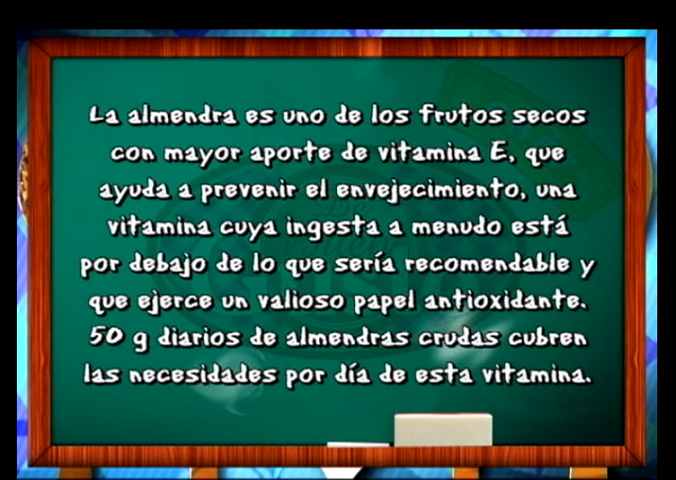 La almendra es uno de los frutos secos
con mayor aporte de vitamina E, que
ayuda a prevenir el envejecimiento, una
vitamina cuya ingesta a menudo está
por debajo de lo que sería recomendable y
que ejerce un valioso papel antioxidante.
50 g diarios de almendras crudas cubren
las necesidades por día de esta vitamina.